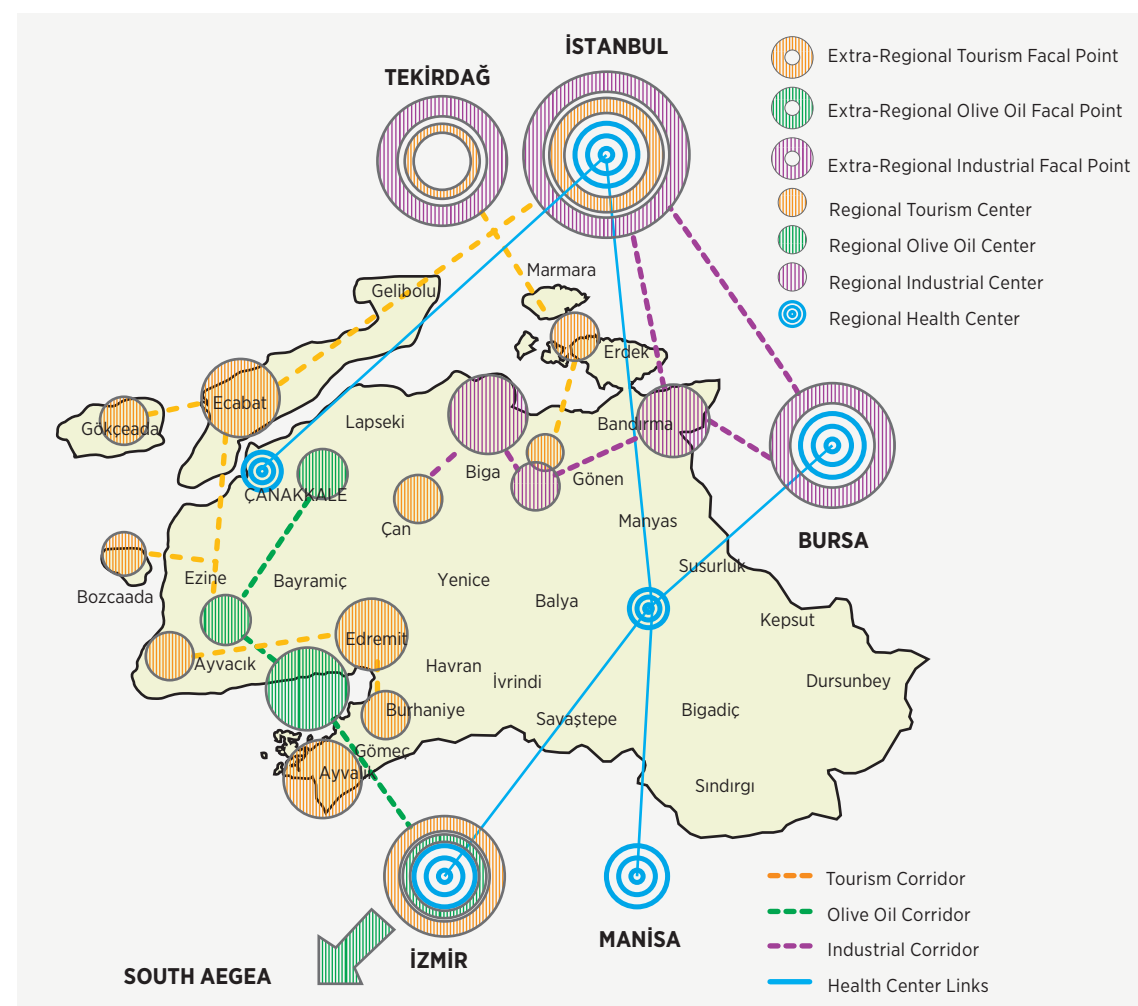 İSTANBUL
TEKİRDAĞ
Extra-Regional Tourism Facal Point
Extra-Regional Olive Oil Facal Point
Extra-Regional Industrial Facal Point
Regional Tourism Center
Regional Olive Oil Center
Regional Industrial Center
Regional Health Center
Marmara
Gelibolu
Erdek
Ecabat
Gökçeada
Lapseki
Bandırma
Biga
Gönen
ÇANAKKALE
Çan
Manyas
BURSA
Susurluk
Ezine
Bayramiç
Yenice
Bozcaada
Balya
Kepsut
Edremit
Ayvacık
Havran
İvrindi
Dursunbey
Burhaniye
Savaştepe
Bigadiç
Gömeç
Ayvalık
Sındırgı
Tourism Corridor
Olive Oil Corridor
MANİSA
Industrial Corridor
İZMİR
SOUTH AEGEA
Health Center Links